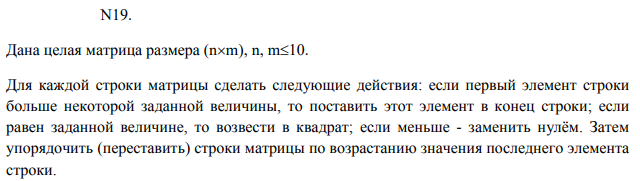 N19.
Дана целая матрица размера (n×m), n, m≤10.
Для каждой строки матрицы сделать следующие действия: если первый элемент строки
больше некоторой заданной величины, то поставить этот элемент в конец строки; если
равен заданной величине, то возвести в квадрат; если меньше - заменить нулём. Затем
упорядочить (переставить) строки матрицы по возрастанию значения последнего элемента
строки.